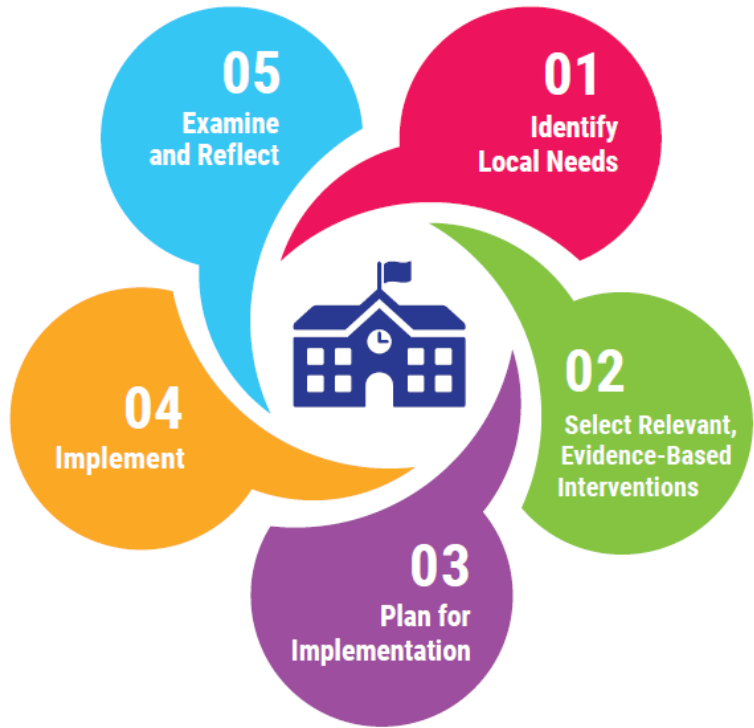 01
Identify
Local Needs
02
Select Relevant,
Evidence-Based
Interventions
03
Plan for
Implementation
04
Implement
05
Examine
and Reflect